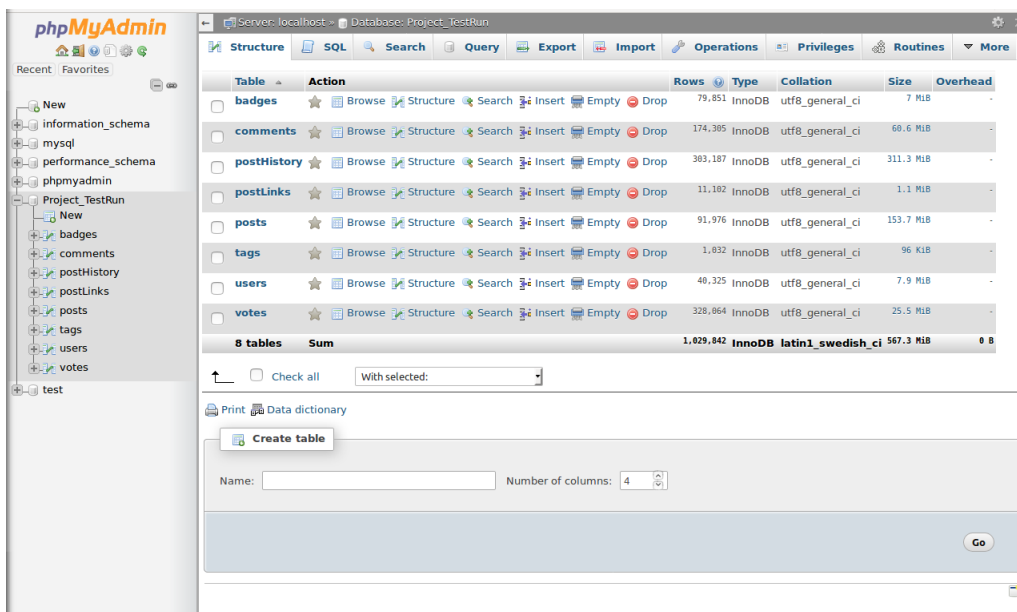 phpMyAdmin
Recent Favorites
New
information_schema
mysql
performance_schema
phpmyadmin
Project_TestRun
New
badges
comments
postHistory
postLinks
posts
tags
users
votes
test
Server: localhost » Database: Project_TestRun
Structure SQL Search Query Export Import Operations Privileges Routines More
Table Action Rows Type Collation Size Overhead
badges Browse Structure Search Insert Empty Drop 79,851 InnoDB utf8_general_ci 7 MiB -
comments Browse Structure Search Insert Empty Drop 174,305 InnoDB utf8_general_ci 60.6 MiB -
postHistory Browse Structure Search Insert Empty Drop 303,187 InnoDB utf8_general_ci 311.3 MiB -
postLinks Browse Structure Search Insert Empty Drop 11,102 InnoDB utf8_general_ci 1.1 MiB -
posts Browse Structure Search Insert Empty Drop 91,976 InnoDB utf8_general_ci 153.7 MiB -
tags Browse Structure Search Insert Empty Drop 1,032 InnoDB utf8_general_ci 96 KiB -
users Browse Structure Search Insert Empty Drop 40,325 InnoDB utf8_general_ci 7.9 MiB -
votes Browse Structure Search Insert Empty Drop 328,064 InnoDB utf8_general_ci 25.5 MiB -
8 tables Sum 1,029,842 InnoDB latin1_swedish_ci 567.3 MiB 0 B
Check all With selected:
Print Data dictionary
Create table
Name: Number of columns: 4
Go